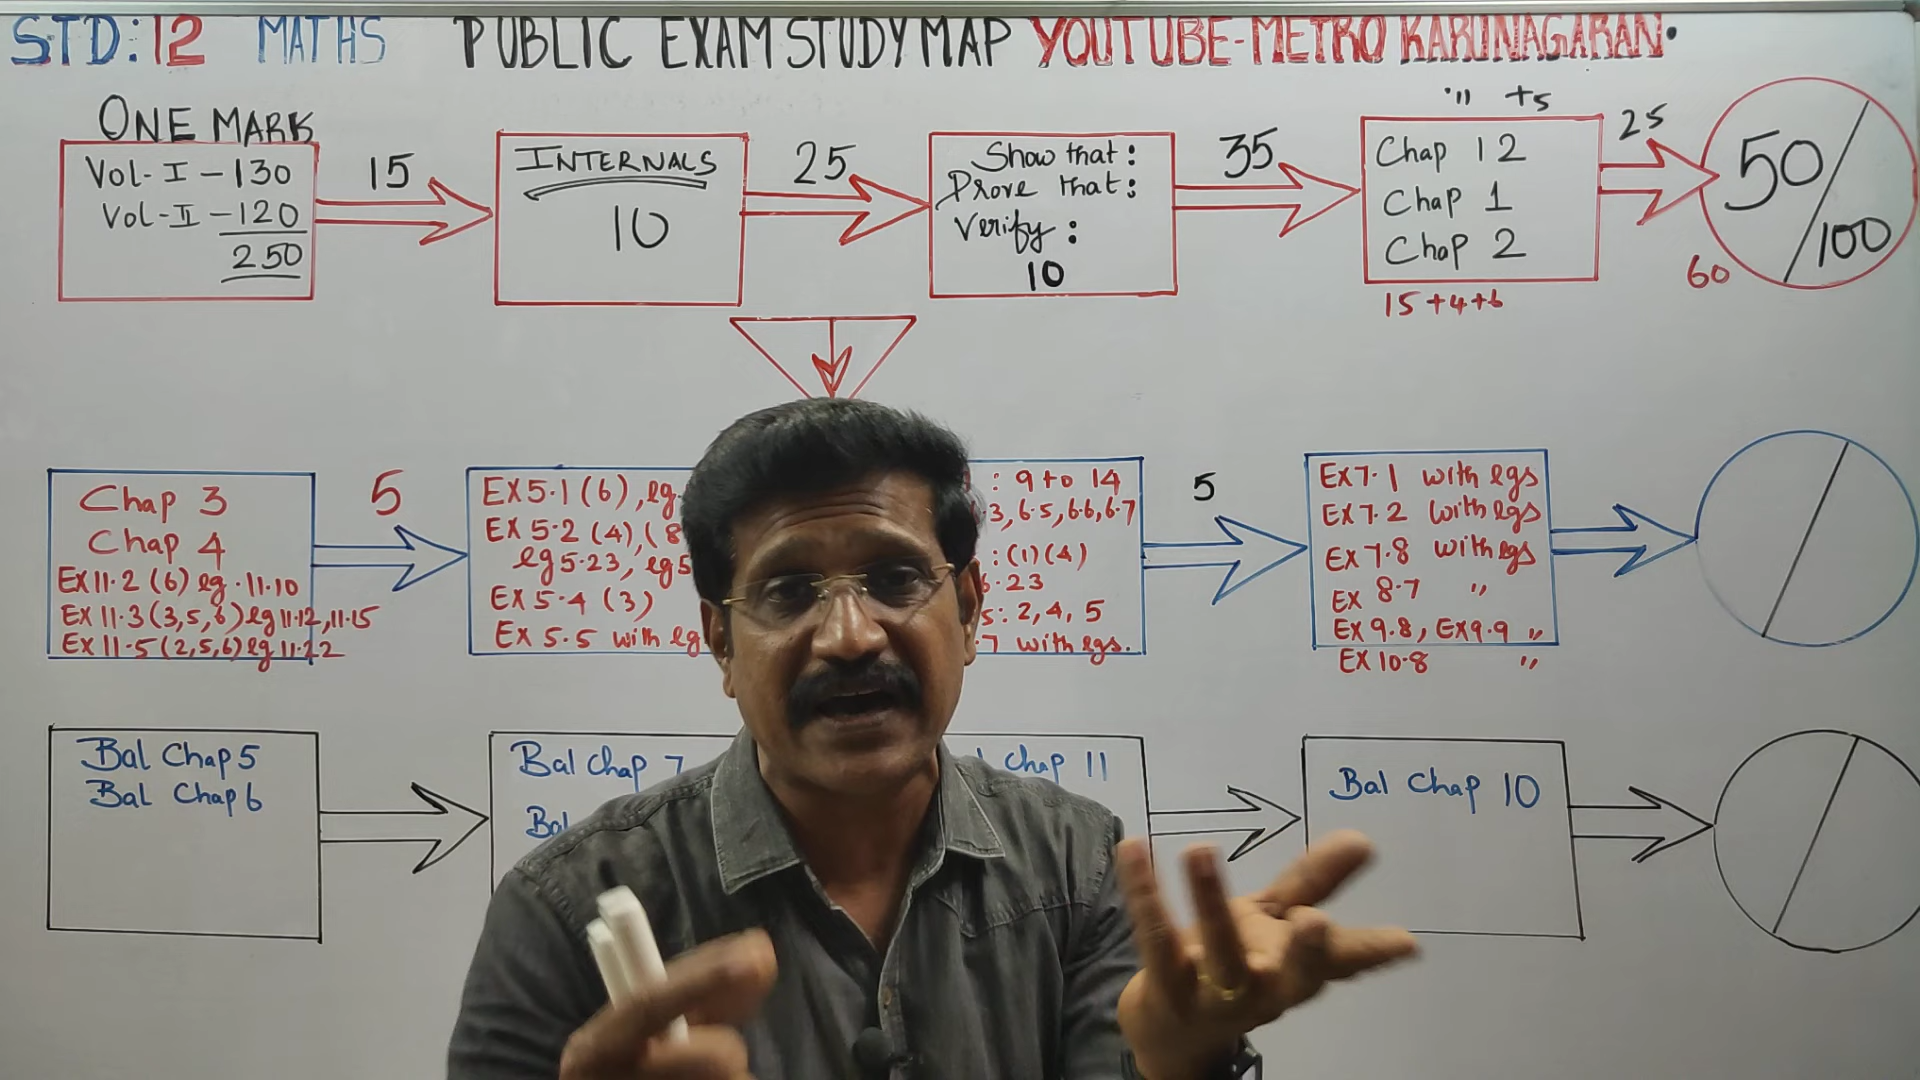 STD: 12 MATHS PUBLIC EXAM STUDY MAP YOUTUBE-METRO KARUNAGARAN.
ONE MARK
Vol-I - 130
Vol-II - 120
250
15
INTERNALS
10
25
Show that:
Prove that:
Verify:
10
35
" +5
Chap 12
Chap 1
Chap 2
15+4+6
25
50/100
60
Chap 3
Chap 4
EX 11.2 (6) eg. 11.10
EX 11.3 (3,5,6) eg 11.12, 11.15
EX 11.5 (2,5,6) eg 11.22
5
EX 5.1 (6), eg.
EX 5.2 (4), (8
eg 5.23, eg 5
EX 5.4 (3)
EX 5.5 with eg
: 9 to 14
.3, 6.5, 6.6, 6.7
: (1) (4)
6.23
5: 2, 4, 5
.7 with egs.
5
EX 7.1 with egs
EX 7.2 with egs
EX 7.8 with egs
EX 8.7 "
EX 9.8, EX 9.9 "
EX 10.8 "
Bal Chap 5
Bal Chap 6
Bal Chap 7
Bal
Chap 11
Bal Chap 10